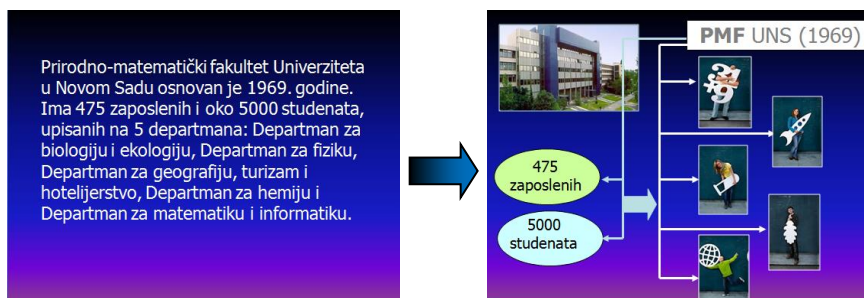 Prirodno-matematički fakultet Univerziteta
u Novom Sadu osnovan je 1969. godine.
Ima 475 zaposlenih i oko 5000 studenata,
upisanih na 5 departmana: Departman za
biologiju i ekologiju, Departman za fiziku,
Departman za geografiju, turizam i
hotelijerstvo, Departman za hemiju i
Departman za matematiku i informatiku.
PMF UNS (1969)
475
zaposlenih
5000
studenata